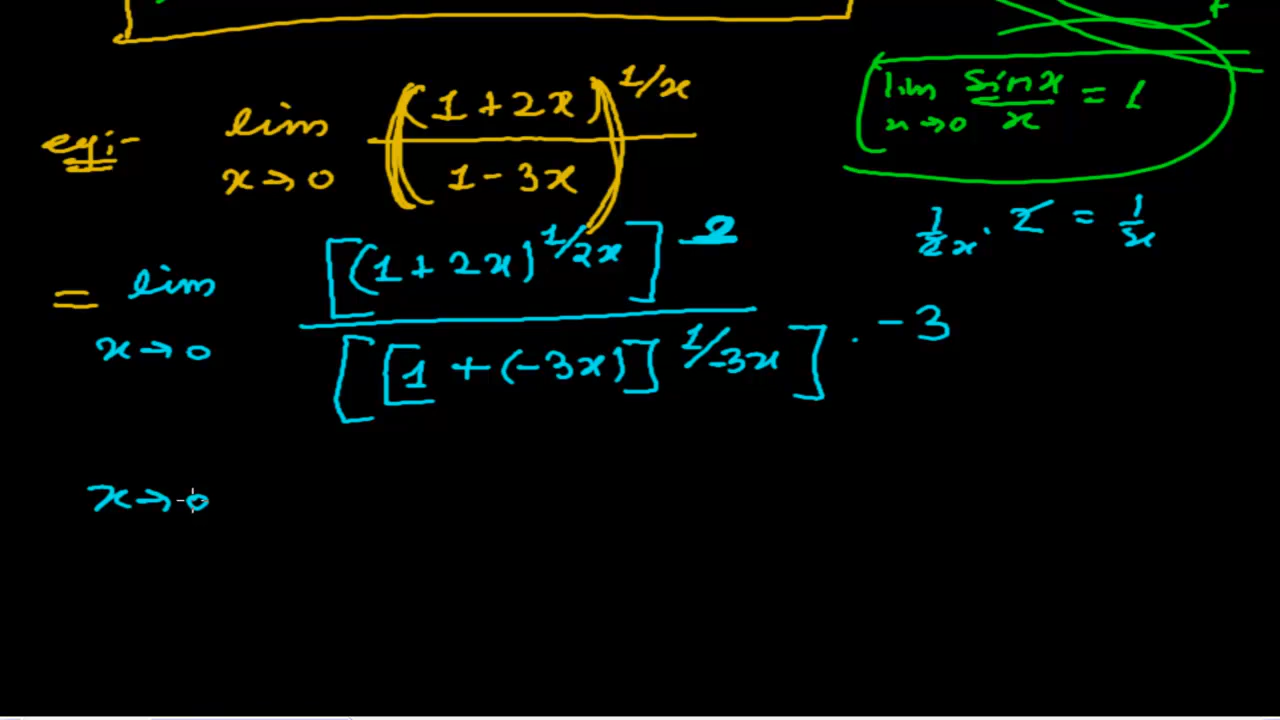 eg:- lim x→0 ((1+2x)/(1-3x))^1/x
lim n→0 sinx/x = 1
= lim x→0 [(1+2x)^1/2x]^2 / [[1+(-3x)]^1/-3x] . -3
1/2x . 2 = 1/x
x→0